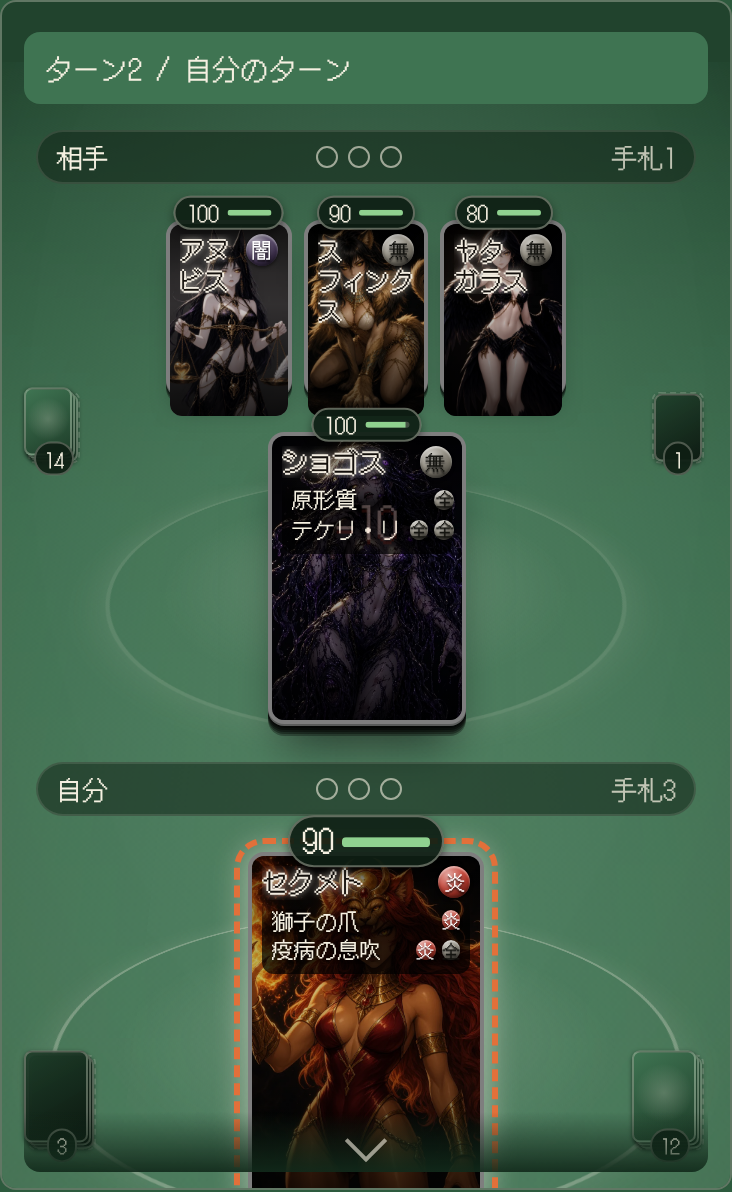 ターン2 / 自分のターン
相手
手札1
100
90
80
アヌ
ビス
闇
ス
フィンク
ス
無
ヤタ
ガラス
無
14
1
100
ショゴス
無
原形質
全
10
テケリ・リ
全 全
自分
手札3
90
セクメト
炎
獅子の爪
炎
疫病の息吹
炎 全
3
12